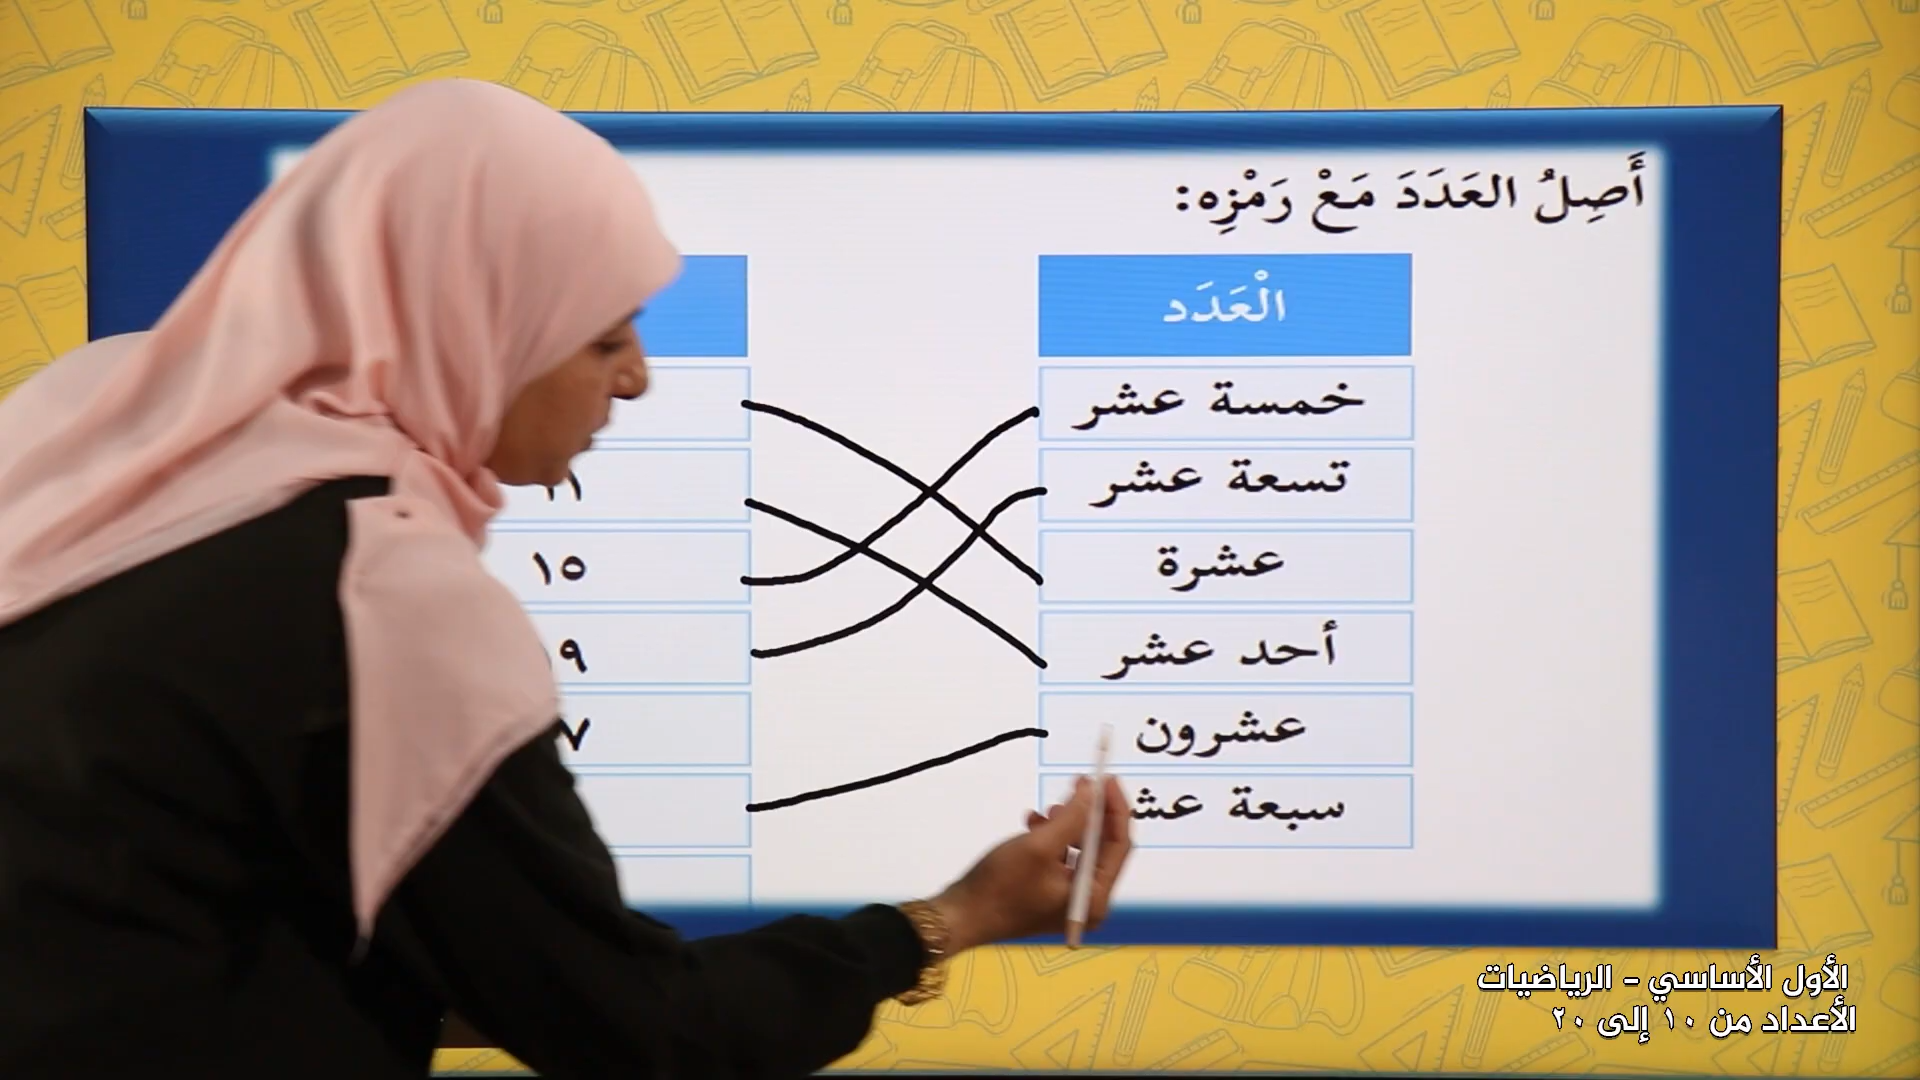 أَصِلُ العَدَدَ مَعْ رَمْزِه:
الْعَدَد
خمسة عشر
تسعة عشر
عشرة
أحد عشر
عشرون
سبعة
١١
١٥
الأول الأساسي - الرياضيات
الأعداد من ١٠ إلى ٢٠